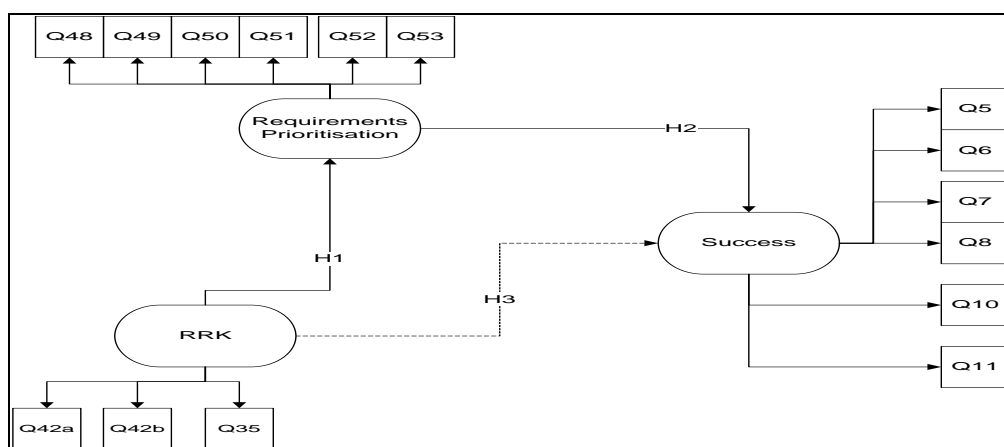 Q48 Q49 Q50 Q51 Q52 Q53
Requirements
Prioritisation
H2
Q5
Q6
Q7
Success
Q8
H1
H3
Q10
RRK
Q11
Q42a Q42b Q35